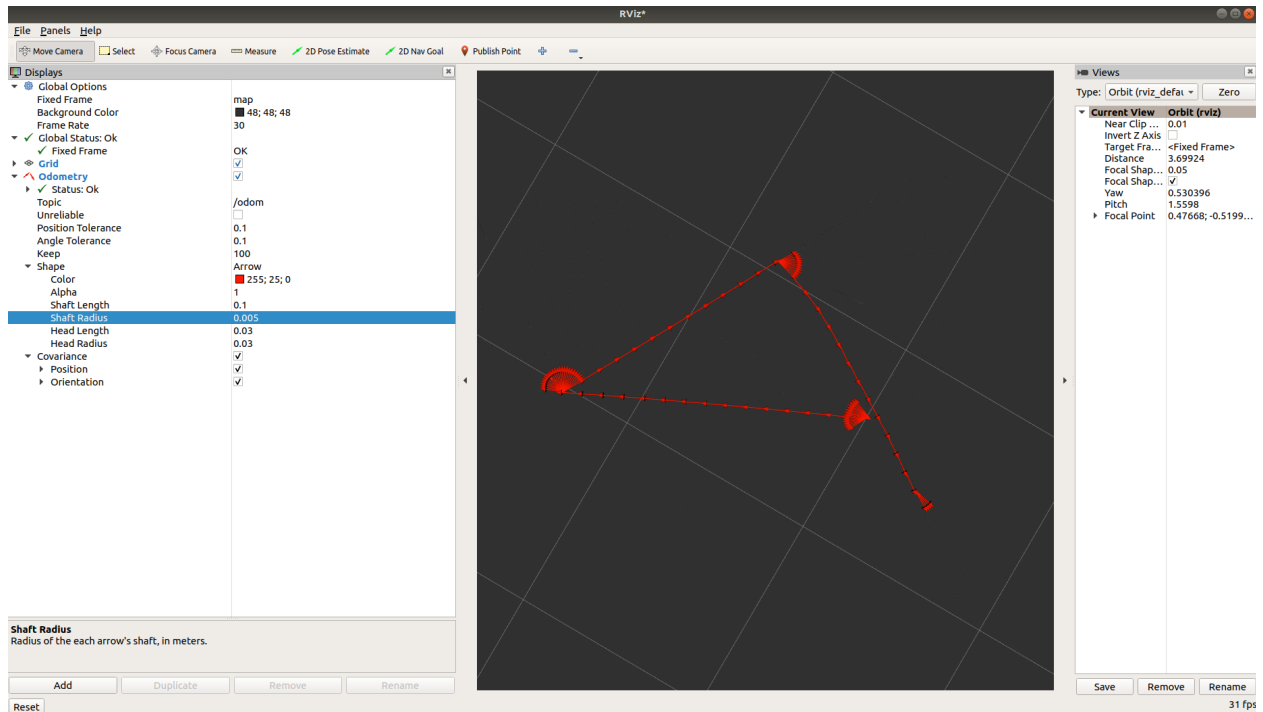 RViz*
File Panels Help
Move Camera Select Focus Camera Measure 2D Pose Estimate 2D Nav Goal Publish Point
Displays
Global Options
Fixed Frame map
Background Color 48; 48; 48
Frame Rate 30
Global Status: Ok
Fixed Frame OK
Grid
Odometry
Status: Ok
Topic /odom
Unreliable
Position Tolerance 0.1
Angle Tolerance 0.1
Keep 100
Shape Arrow
Color 255; 25; 0
Alpha 1
Shaft Length 0.1
Shaft Radius 0.005
Head Length 0.03
Head Radius 0.03
Covariance
Position
Orientation
Shaft Radius
Radius of the each arrow's shaft, in meters.
Add Duplicate Remove Rename
Reset
Views
Type: Orbit (rviz_defau Zero
Current View Orbit (rviz)
Near Clip ... 0.01
Invert Z Axis
Target Fra... <Fixed Frame>
Distance 3.69924
Focal Shap... 0.05
Focal Shap...
Yaw 0.530396
Pitch 1.5598
Focal Point 0.47668; -0.5199...
Save Remove Rename
31 fps